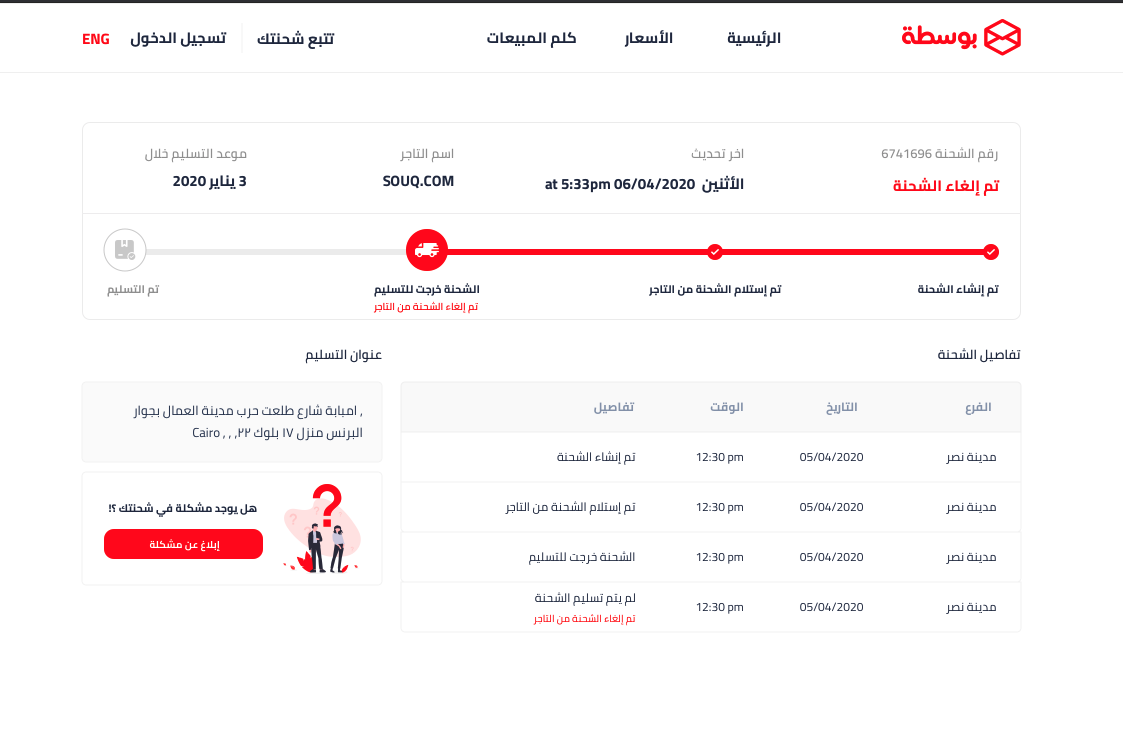 بوسطة
الرئيسية
الأسعار
كلم المبيعات
تتبع شحنتك
تسجيل الدخول
ENG
رقم الشحنة 6741696
تم إلغاء الشحنة
اخر تحديث
الأثنين 06/04/2020 at 5:33pm
اسم التاجر
SOUQ.COM
موعد التسليم خلال
3 يناير 2020
تم إنشاء الشحنة
تم إستلام الشحنة من التاجر
الشحنة خرجت للتسليم
تم إلغاء الشحنة من التاجر
تم التسليم
تفاصيل الشحنة
الفرع التاريخ الوقت تفاصيل
مدينة نصر 05/04/2020 12:30 pm تم إنشاء الشحنة
مدينة نصر 05/04/2020 12:30 pm تم إستلام الشحنة من التاجر
مدينة نصر 05/04/2020 12:30 pm الشحنة خرجت للتسليم
مدينة نصر 05/04/2020 12:30 pm لم يتم تسليم الشحنة
تم إلغاء الشحنة من التاجر
عنوان التسليم
, امبابة شارع طلعت حرب مدينة العمال بجوار
البرنس منزل ١٧ بلوك ٢٢, , , Cairo
هل يوجد مشكلة في شحنتك ؟!
إبلاغ عن مشكلة